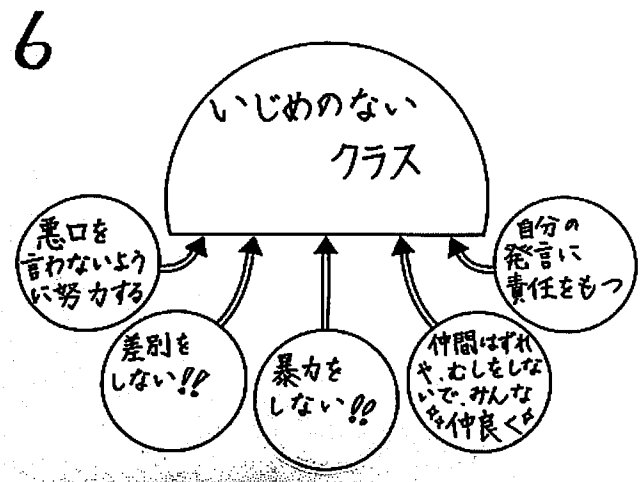 6
いじめのない
クラス
悪口を
言わないよう
に努力する
差別を
しない!!
暴力を
しない!!
仲間はずれ
や、むしをしな
いで、みんな
仲良く
自分の
発言に
責任をもつ